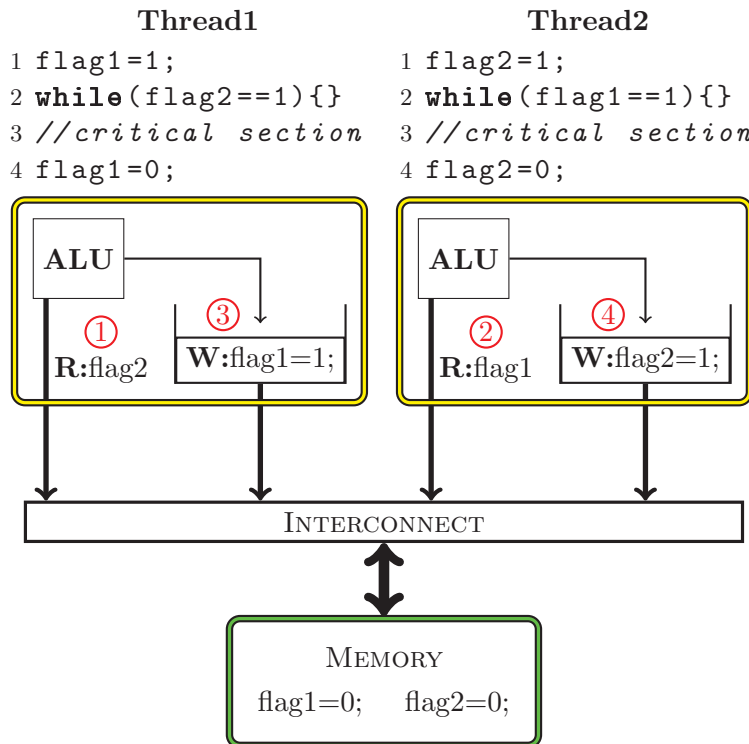 Thread1
1 flag1=1;
2 while(flag2==1){}
3 //critical section
4 flag1=0;
Thread2
1 flag2=1;
2 while(flag1==1){}
3 //critical section
4 flag2=0;
ALU
1
R:flag2
3
W:flag1=1;
ALU
2
R:flag1
4
W:flag2=1;
INTERCONNECT
MEMORY
flag1=0; flag2=0;